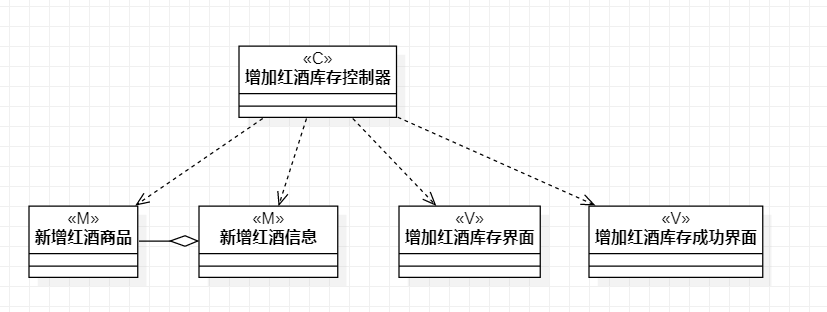 «C»
增加红酒库存控制器
«M»
新增红酒商品
«M»
新增红酒信息
«V»
增加红酒库存界面
«V»
增加红酒库存成功界面